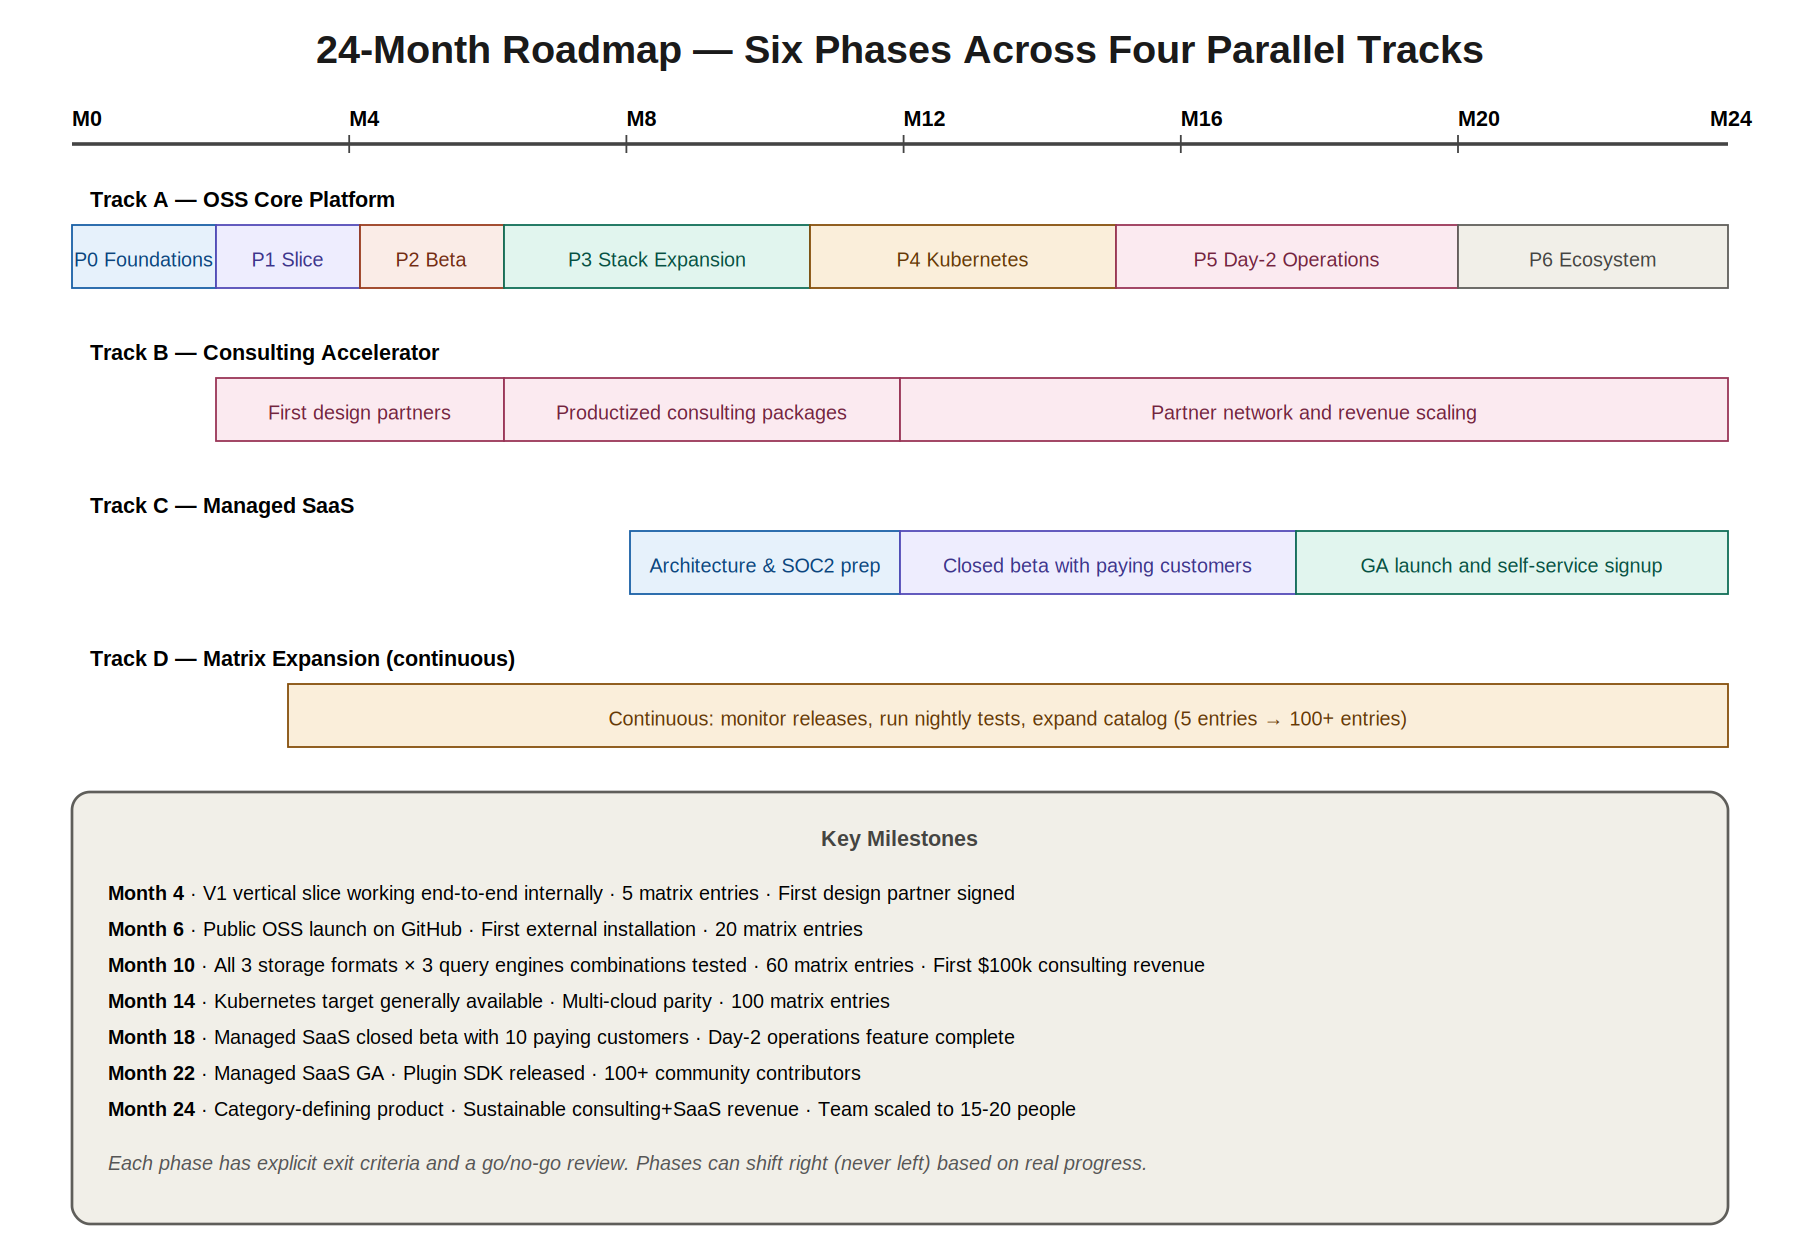 24-Month Roadmap — Six Phases Across Four Parallel Tracks
M0 M4 M8 M12 M16 M20 M24
Track A — OSS Core Platform
P0 Foundations P1 Slice P2 Beta P3 Stack Expansion P4 Kubernetes P5 Day-2 Operations P6 Ecosystem
Track B — Consulting Accelerator
First design partners Productized consulting packages Partner network and revenue scaling
Track C — Managed SaaS
Architecture & SOC2 prep Closed beta with paying customers GA launch and self-service signup
Track D — Matrix Expansion (continuous)
Continuous: monitor releases, run nightly tests, expand catalog (5 entries → 100+ entries)
Key Milestones
Month 4 · V1 vertical slice working end-to-end internally · 5 matrix entries · First design partner signed
Month 6 · Public OSS launch on GitHub · First external installation · 20 matrix entries
Month 10 · All 3 storage formats × 3 query engines combinations tested · 60 matrix entries · First $100k consulting revenue
Month 14 · Kubernetes target generally available · Multi-cloud parity · 100 matrix entries
Month 18 · Managed SaaS closed beta with 10 paying customers · Day-2 operations feature complete
Month 22 · Managed SaaS GA · Plugin SDK released · 100+ community contributors
Month 24 · Category-defining product · Sustainable consulting+SaaS revenue · Team scaled to 15-20 people
Each phase has explicit exit criteria and a go/no-go review. Phases can shift right (never left) based on real progress.